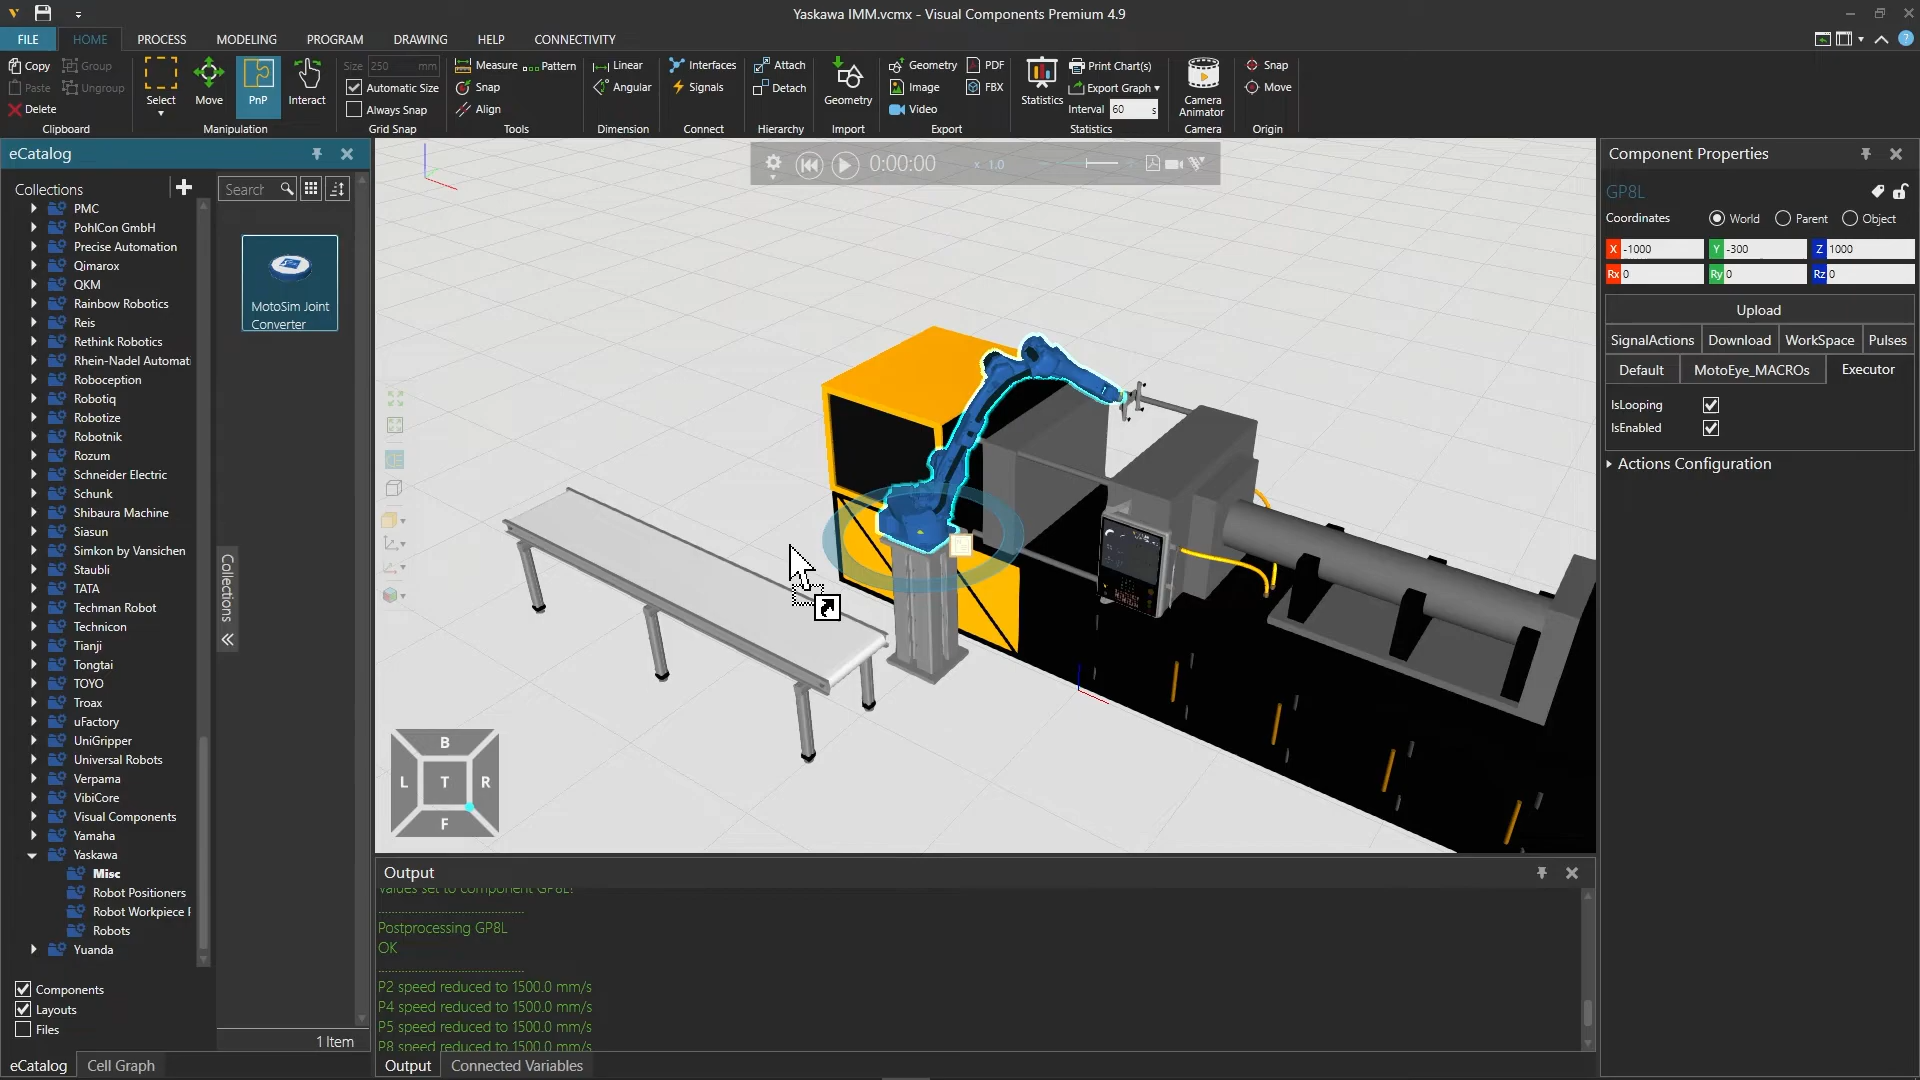 Yaskawa IMM.vcmx - Visual Components Premium 4.9
FILE HOME PROCESS MODELING PROGRAM DRAWING HELP CONNECTIVITY
Copy Group
Paste Ungroup
Delete
Clipboard
Select Move PnP Interact
Manipulation
Size 250 mm
Automatic Size
Always Snap
Grid Snap
Measure Pattern
Snap
Align
Tools
Linear
Angular
Dimension
Interfaces
Signals
Connect
Attach
Detach
Hierarchy
Geometry
Import
Geometry PDF
Image FBX
Video
Export
Statistics
Print Chart(s)
Export Graph
Interval 60 s
Statistics
Camera
Animator
Camera
Snap
Move
Origin
eCatalog
Collections
Search
PMC
PohlCon GmbH
Precise Automation
Qimarox
QKM
Rainbow Robotics
Reis
Rethink Robotics
Rhein-Nadel Automati
Roboception
Robotiq
Robotize
Robotnik
Rozum
Schneider Electric
Schunk
Shibaura Machine
Siasun
Simkon by Vansichen
Staubli
TATA
Techman Robot
Technicon
Tianji
Tongtai
TOYO
Troax
uFactory
UniGripper
Universal Robots
Verpama
VibiCore
Visual Components
Yamaha
Yaskawa
Misc
Robot Positioners
Robot Workpiece P
Robots
Yuanda
Components
Layouts
Files
MotoSim Joint
Converter
Collections
1 Item
eCatalog Cell Graph
0:00:00 x 1.0
B
L T R
F
Output
Values set to component GP8L!
Postprocessing GP8L
OK
P2 speed reduced to 1500.0 mm/s
P4 speed reduced to 1500.0 mm/s
P5 speed reduced to 1500.0 mm/s
P8 speed reduced to 1500.0 mm/s
Output Connected Variables
Component Properties
GP8L
Coordinates World Parent Object
X -1000 Y -300 Z 1000
Rx 0 Ry 0 Rz 0
Upload
SignalActions Download WorkSpace Pulses
Default MotoEye_MACROs Executor
IsLooping
IsEnabled
Actions Configuration